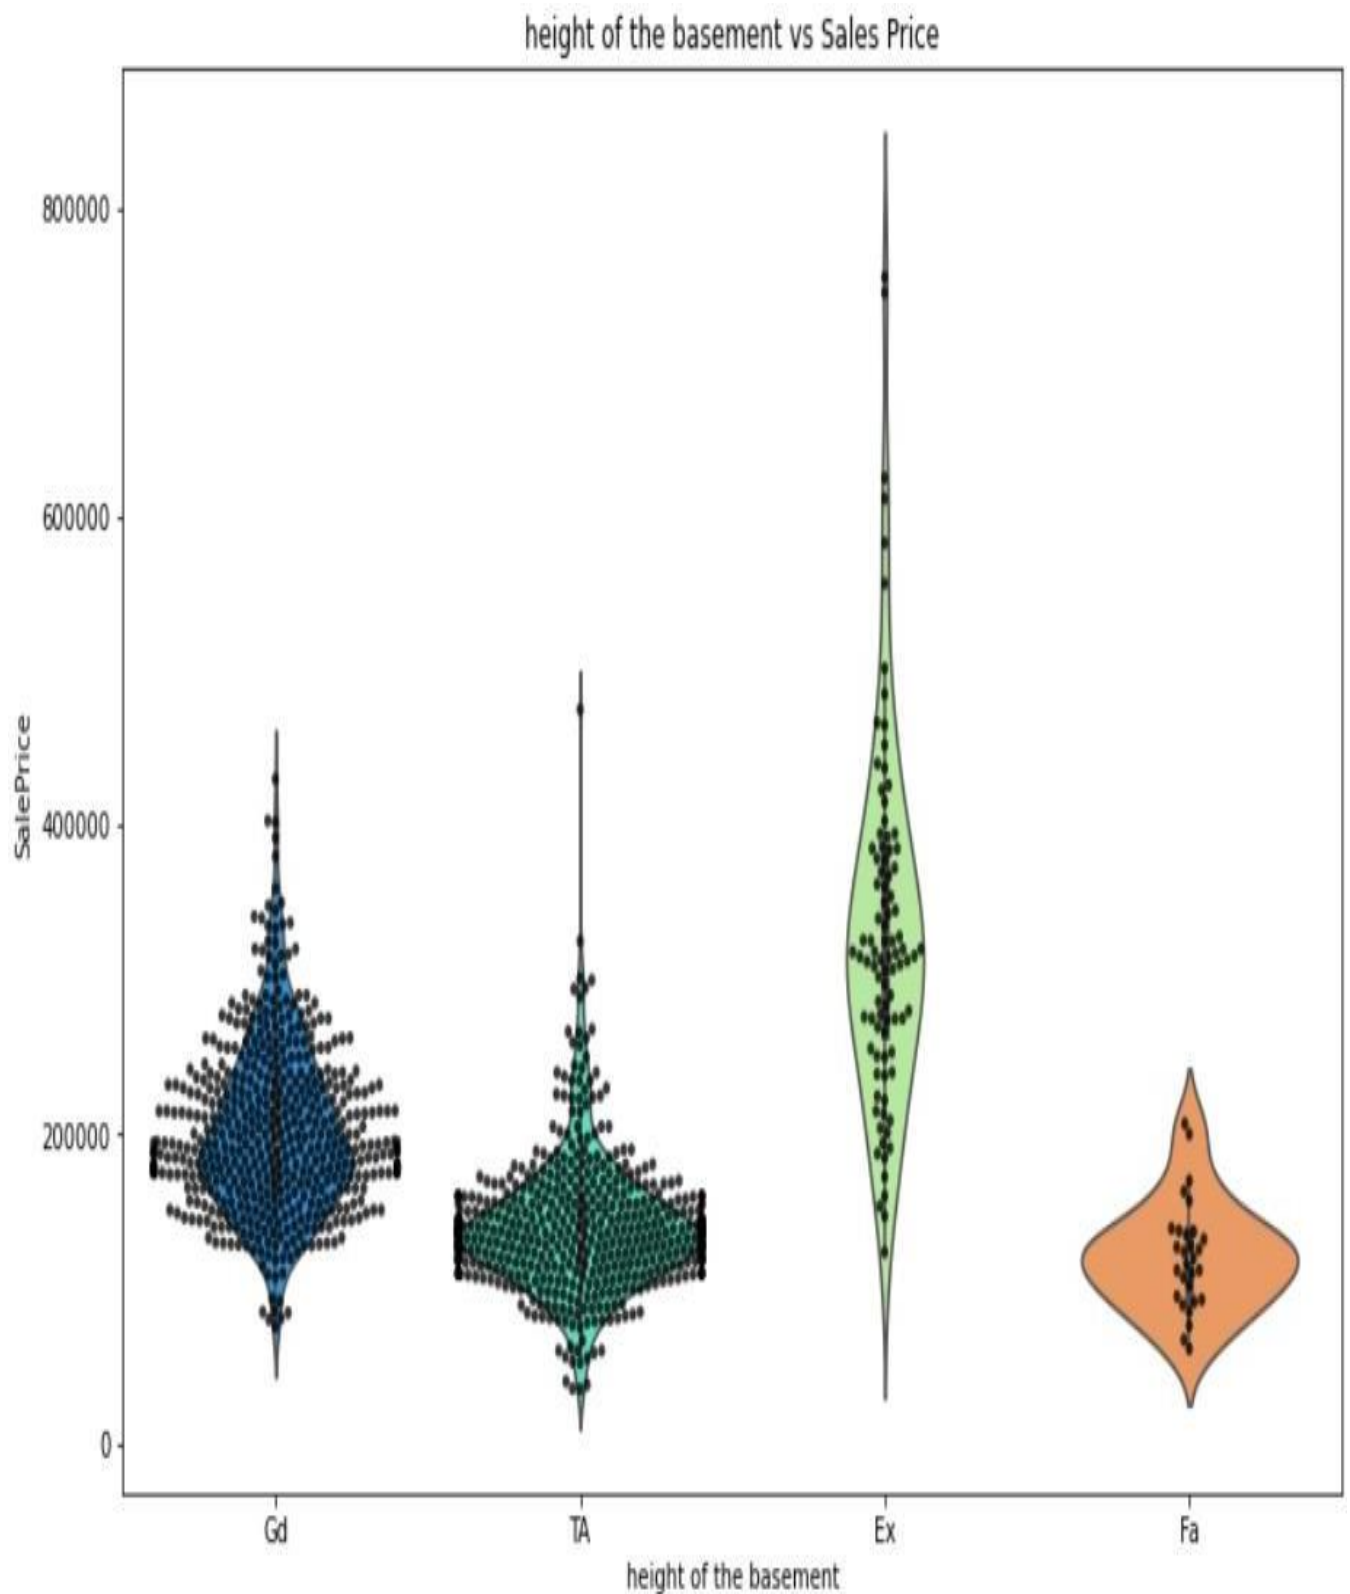 height of the basement vs Sales Price
SalePrice
800000
600000
400000
200000
0
Gd
TA
Ex
Fa
height of the basement